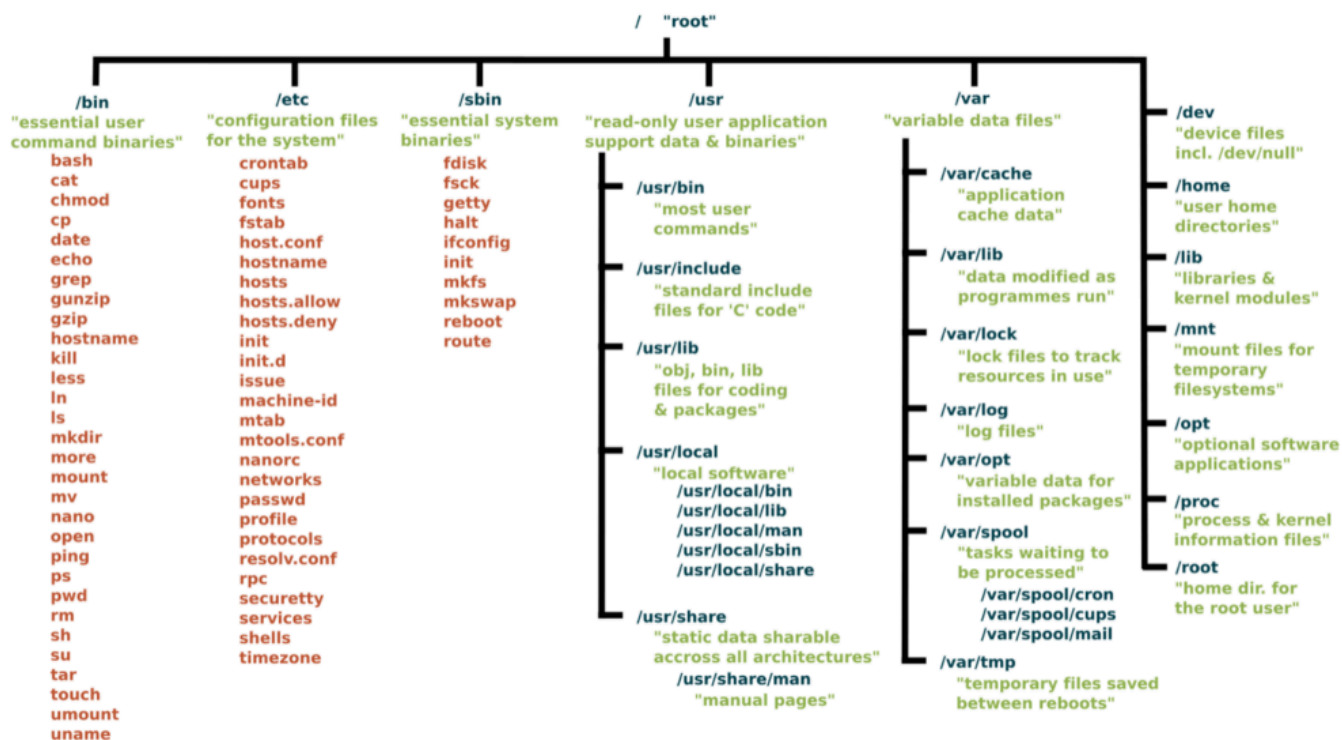 / "root"
/bin
"essential user
command binaries"
bash
cat
chmod
cp
date
echo
grep
gunzip
gzip
hostname
kill
less
ln
ls
mkdir
more
mount
mv
nano
open
ping
ps
pwd
rm
sh
su
tar
touch
umount
uname
/etc
"configuration files
for the system"
crontab
cups
fonts
fstab
host.conf
hostname
hosts
hosts.allow
hosts.deny
init
init.d
issue
machine-id
mtab
mtools.conf
nanorc
networks
passwd
profile
protocols
resolv.conf
rpc
securetty
services
shells
timezone
/sbin
"essential system
binaries"
fdisk
fsck
getty
halt
ifconfig
init
mkfs
mkswap
reboot
route
/usr
"read-only user application
support data & binaries"
/usr/bin
"most user
commands"
/usr/include
"standard include
files for 'C' code"
/usr/lib
"obj, bin, lib
files for coding
& packages"
/usr/local
"local software"
/usr/local/bin
/usr/local/lib
/usr/local/man
/usr/local/sbin
/usr/local/share
/usr/share
"static data sharable
accross all architectures"
/usr/share/man
"manual pages"
/var
"variable data files"
/var/cache
"application
cache data"
/var/lib
"data modified as
programmes run"
/var/lock
"lock files to track
resources in use"
/var/log
"log files"
/var/opt
"variable data for
installed packages"
/var/spool
"tasks waiting to
be processed"
/var/spool/cron
/var/spool/cups
/var/spool/mail
/var/tmp
"temporary files saved
between reboots"
/dev
"device files
incl. /dev/null"
/home
"user home
directories"
/lib
"libraries &
kernel modules"
/mnt
"mount files for
temporary
filesystems"
/opt
"optional software
applications"
/proc
"process & kernel
information files"
/root
"home dir. for
the root user"